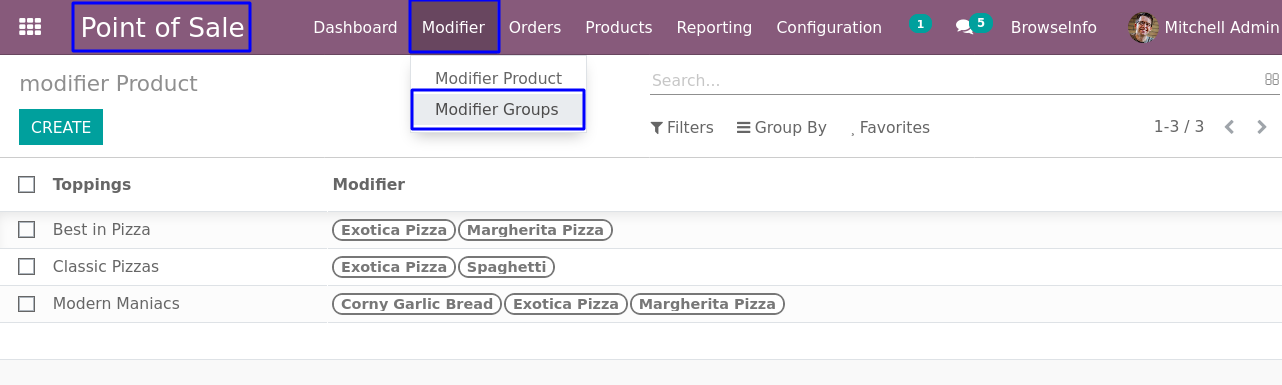 Point of Sale Dashboard Modifier Orders Products Reporting Configuration 1 5 BrowseInfo Mitchell Admin
Modifier Product
Modifier Groups
modifier Product
Search...
CREATE
Filters Group By Favorites 1-3 / 3
Toppings Modifier
Best in Pizza Exotica Pizza Margherita Pizza
Classic Pizzas Exotica Pizza Spaghetti
Modern Maniacs Corny Garlic Bread Exotica Pizza Margherita Pizza